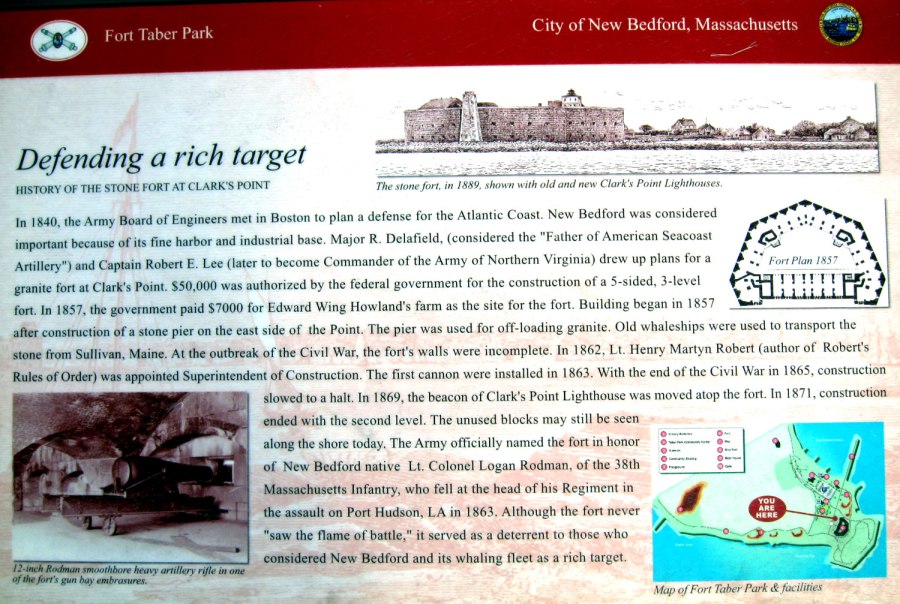 Fort Taber Park
City of New Bedford, Massachusetts
Defending a rich target
HISTORY OF THE STONE FORT AT CLARK'S POINT
The stone fort, in 1889, shown with old and new Clark's Point Lighthouses.
In 1840, the Army Board of Engineers met in Boston to plan a defense for the Atlantic Coast. New Bedford was considered
important because of its fine harbor and industrial base. Major R. Delafield, (considered the "Father of American Seacoast
Artillery") and Captain Robert E. Lee (later to become Commander of the Army of Northern Virginia) drew up plans for a
granite fort at Clark's Point. $50,000 was authorized by the federal government for the construction of a 5-sided, 3-level
fort. In 1857, the government paid $7000 for Edward Wing Howland's farm as the site for the fort. Building began in 1857
after construction of a stone pier on the east side of the Point. The pier was used for off-loading granite. Old whaleships were used to transport the
stone from Sullivan, Maine. At the outbreak of the Civil War, the fort's walls were incomplete. In 1862, Lt. Henry Martyn Robert (author of Robert's
Rules of Order) was appointed Superintendent of Construction. The first cannon were installed in 1863. With the end of the Civil War in 1865, construction
slowed to a halt. In 1869, the beacon of Clark's Point Lighthouse was moved atop the fort. In 1871, construction
ended with the second level. The unused blocks may still be seen
along the shore today. The Army officially named the fort in honor
of New Bedford native Lt. Colonel Logan Rodman, of the 38th
Massachusetts Infantry, who fell at the head of his Regiment in
the assault on Port Hudson, LA in 1863. Although the fort never
"saw the flame of battle," it served as a deterrent to those who
considered New Bedford and its whaling fleet as a rich target.
Fort Plan 1857
12-inch Rodman smoothbore heavy artillery rifle in one
of the fort's gun bay embrasures.
YOU ARE HERE
Map of Fort Taber Park & facilities